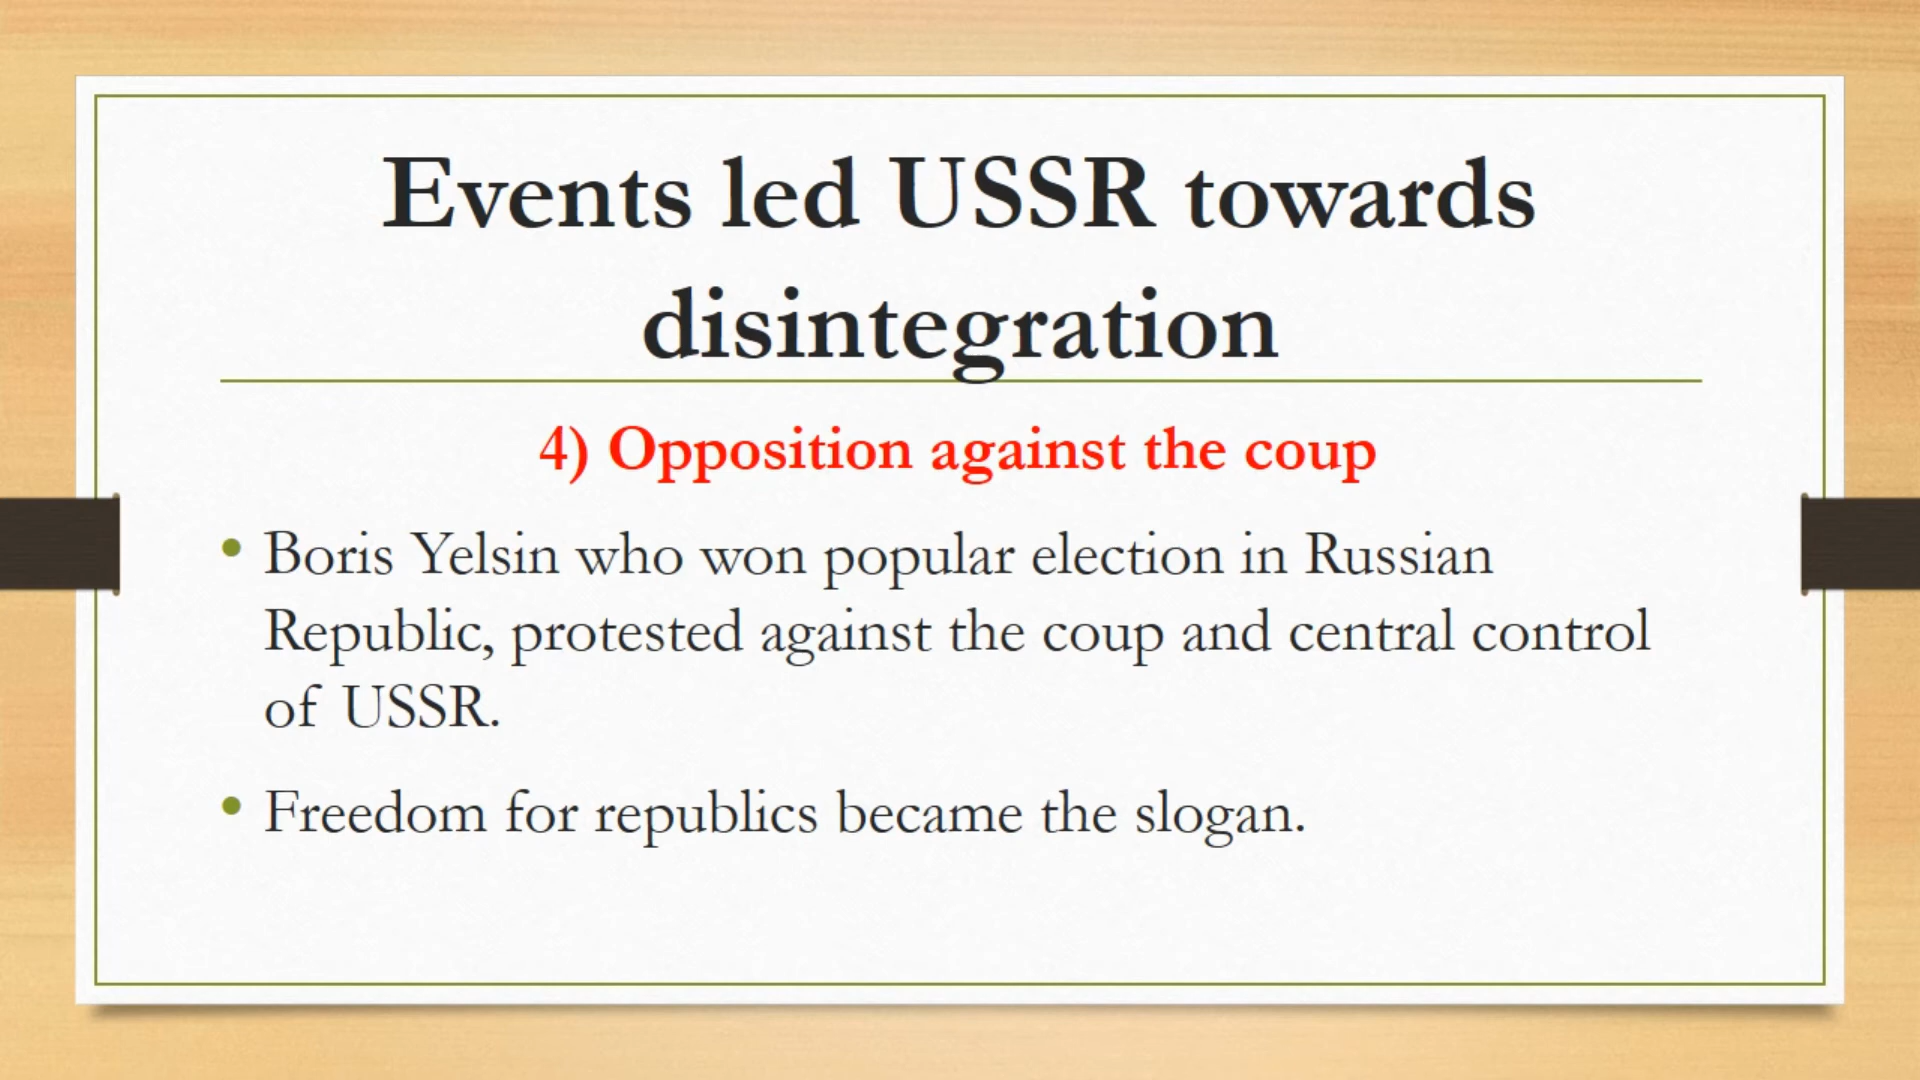 Events led USSR towards
disintegration
4) Opposition against the coup
• Boris Yelsin who won popular election in Russian
Republic, protested against the coup and central control
of USSR.
• Freedom for republics became the slogan.